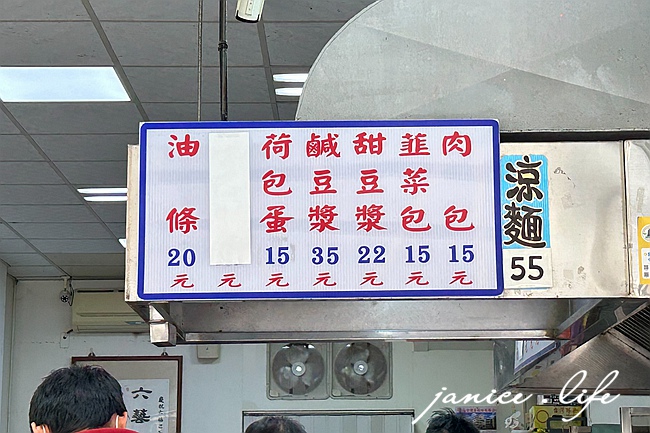 肉包 15元
韮菜包 15元
甜豆漿 22元
鹹豆漿 35元
荷包蛋 15元
元
油條 20元
涼麵
55
六藝
janice life